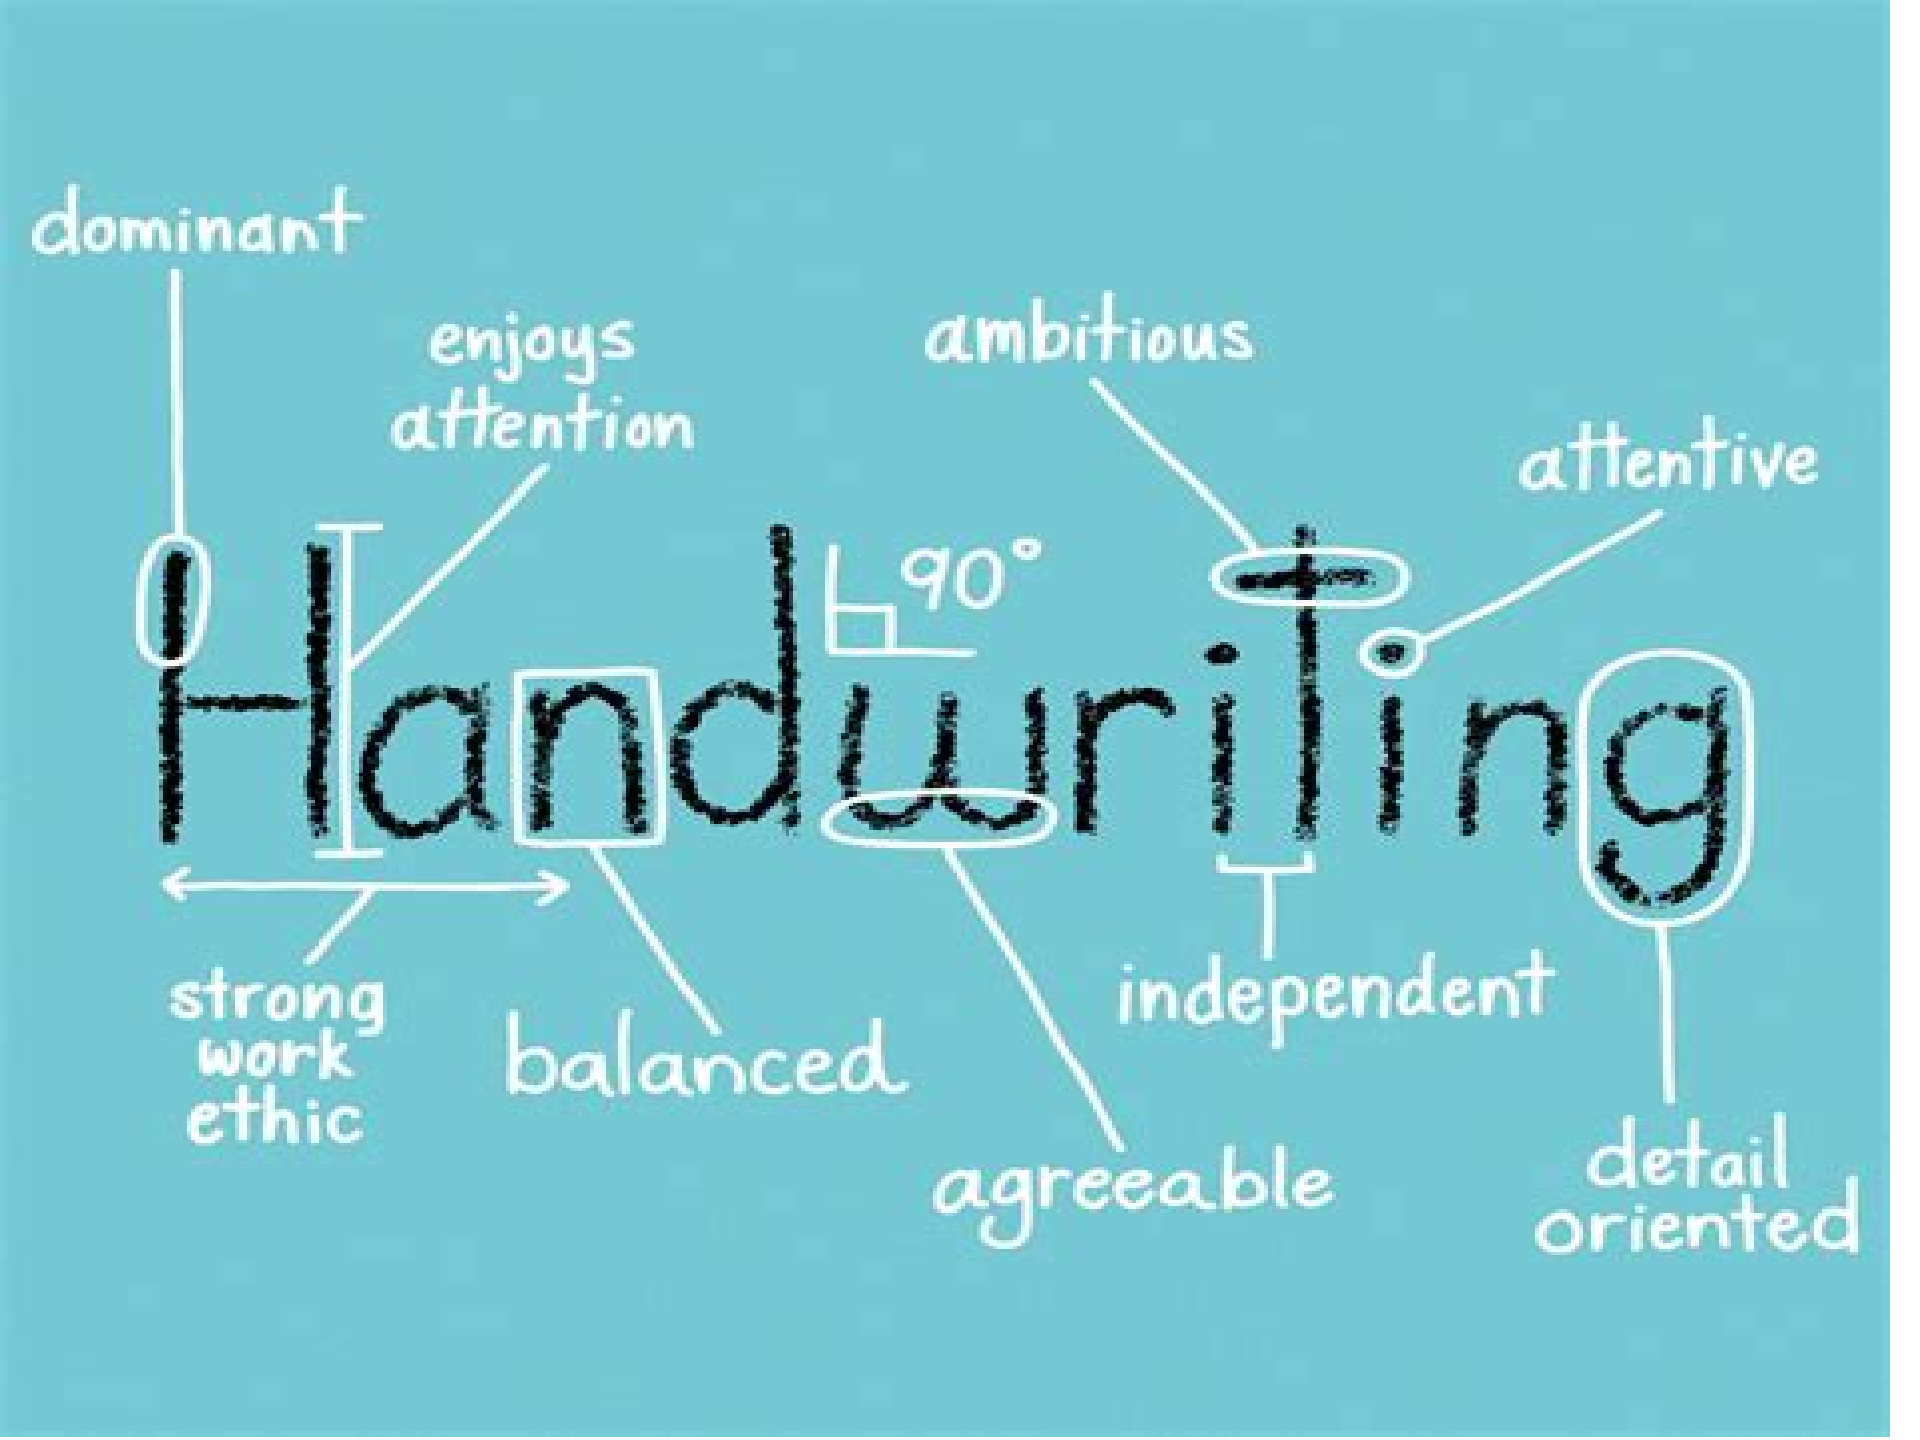 dominant
enjoys
attention
ambitious
attentive
90°
Handwriting
strong
work
ethic
balanced
independent
agreeable
detail
oriented